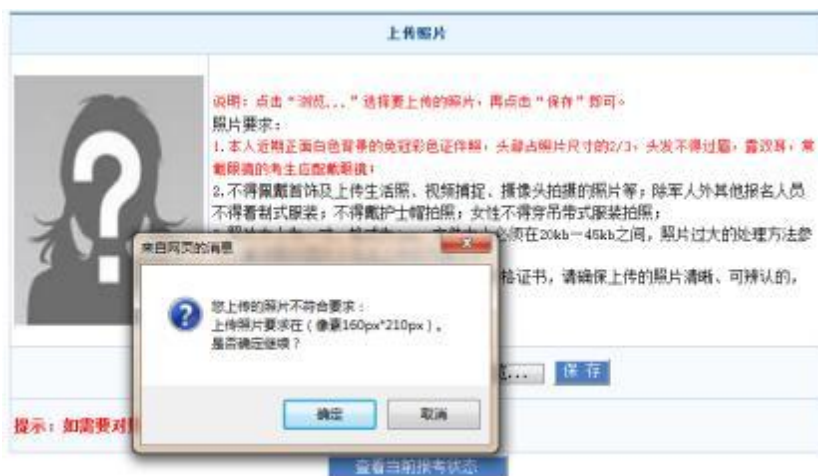 上传照片
说明：点击“浏览...”选择要上传的照片，再点击“保存”即可。
照片要求：
1.本人近期正面白色背景的免冠彩色证件照，头部占照片尺寸的2/3，头发不得过眉，露双耳，常
戴眼镜的考生应配戴眼镜；
2.不得佩戴首饰及上传生活照、视频捕捉、摄像头拍摄的照片等；除军人外其他报名人员
不得着制式服装；不得戴护士帽拍照；女性不得穿吊带式服装拍照；
必须在20kb—45kb之间，照片过大的处理方法参
格证书，请确保上传的照片清晰、可辨认的，
来自网页的消息
您上传的照片不符合要求：
上传照片要求在（像素160px*210px）。
是否确定继续？
确定
取消
... 保 存
提示：如需要对
查看当前报考状态